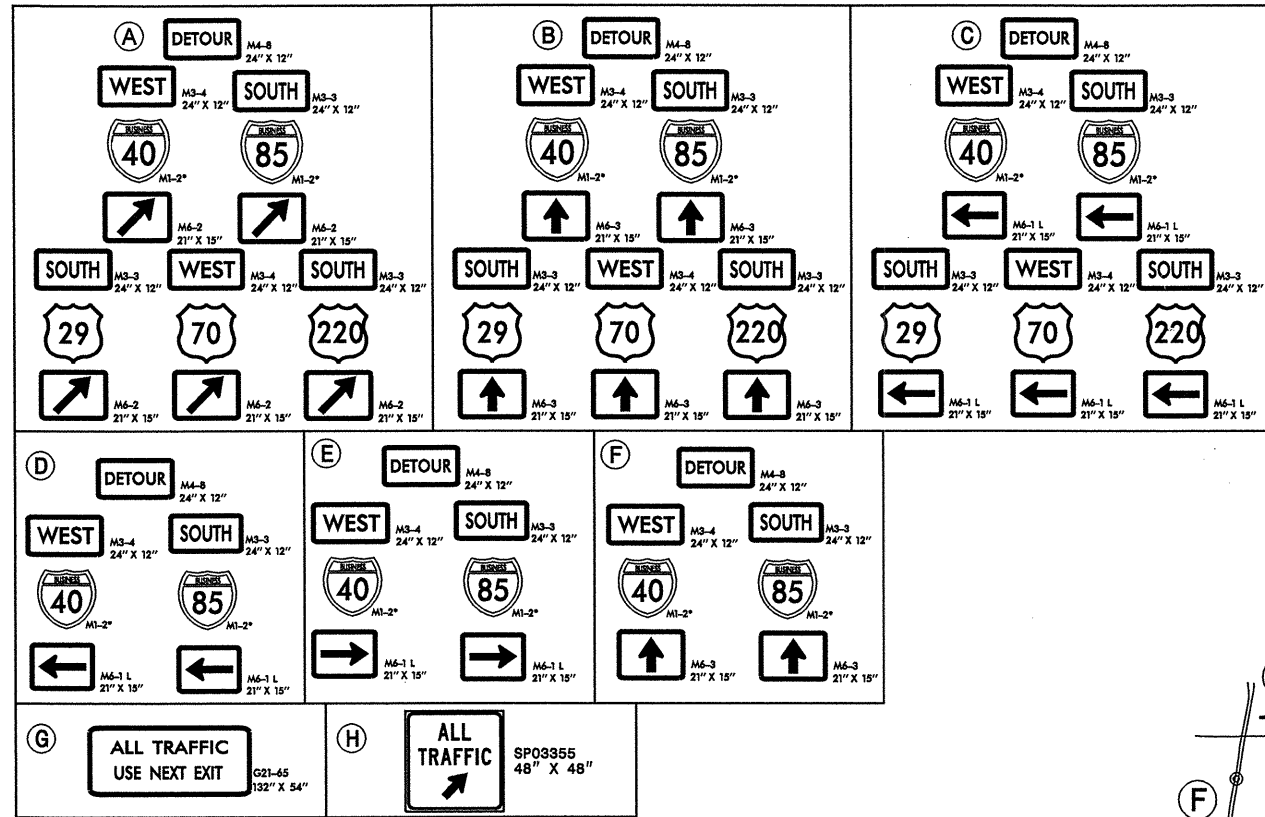 A
DETOUR
M4-8
24" X 12"
WEST
M3-4
24" X 12"
SOUTH
M3-3
24" X 12"
BUSINESS
40
M1-2*
BUSINESS
85
M1-2*
M6-2
21" X 15"
M6-2
21" X 15"
SOUTH
M3-3
24" X 12"
WEST
M3-4
24" X 12"
SOUTH
M3-3
24" X 12"
29
70
220
M6-2
21" X 15"
M6-2
21" X 15"
M6-2
21" X 15"
B
DETOUR
M4-8
24" X 12"
WEST
M3-4
24" X 12"
SOUTH
M3-3
24" X 12"
BUSINESS
40
M1-2*
BUSINESS
85
M1-2*
M6-3
21" X 15"
M6-3
21" X 15"
SOUTH
M3-3
24" X 12"
WEST
M3-4
24" X 12"
SOUTH
M3-3
24" X 12"
29
70
220
M6-3
21" X 15"
M6-3
21" X 15"
M6-3
21" X 15"
C
DETOUR
M4-8
24" X 12"
WEST
M3-4
24" X 12"
SOUTH
M3-3
24" X 12"
BUSINESS
40
M1-2*
BUSINESS
85
M1-2*
M6-1 L
21" X 15"
M6-1 L
21" X 15"
SOUTH
M3-3
24" X 12"
WEST
M3-4
24" X 12"
SOUTH
M3-3
24" X 12"
29
70
220
M6-1 L
21" X 15"
M6-1 L
21" X 15"
M6-1 L
21" X 15"
D
DETOUR
M4-8
24" X 12"
WEST
M3-4
24" X 12"
SOUTH
M3-3
24" X 12"
BUSINESS
40
M1-2*
BUSINESS
85
M1-2*
M6-1 L
21" X 15"
M6-1 L
21" X 15"
E
DETOUR
M4-8
24" X 12"
WEST
M3-4
24" X 12"
SOUTH
M3-3
24" X 12"
BUSINESS
40
M1-2*
BUSINESS
85
M1-2*
M6-1 L
21" X 15"
M6-1 L
21" X 15"
F
DETOUR
M4-8
24" X 12"
WEST
M3-4
24" X 12"
SOUTH
M3-3
24" X 12"
BUSINESS
40
M1-2*
BUSINESS
85
M1-2*
M6-3
21" X 15"
M6-3
21" X 15"
G
ALL TRAFFIC
USE NEXT EXIT
G21-65
132" X 54"
H
ALL
TRAFFIC
SP03355
48" X 48"
F